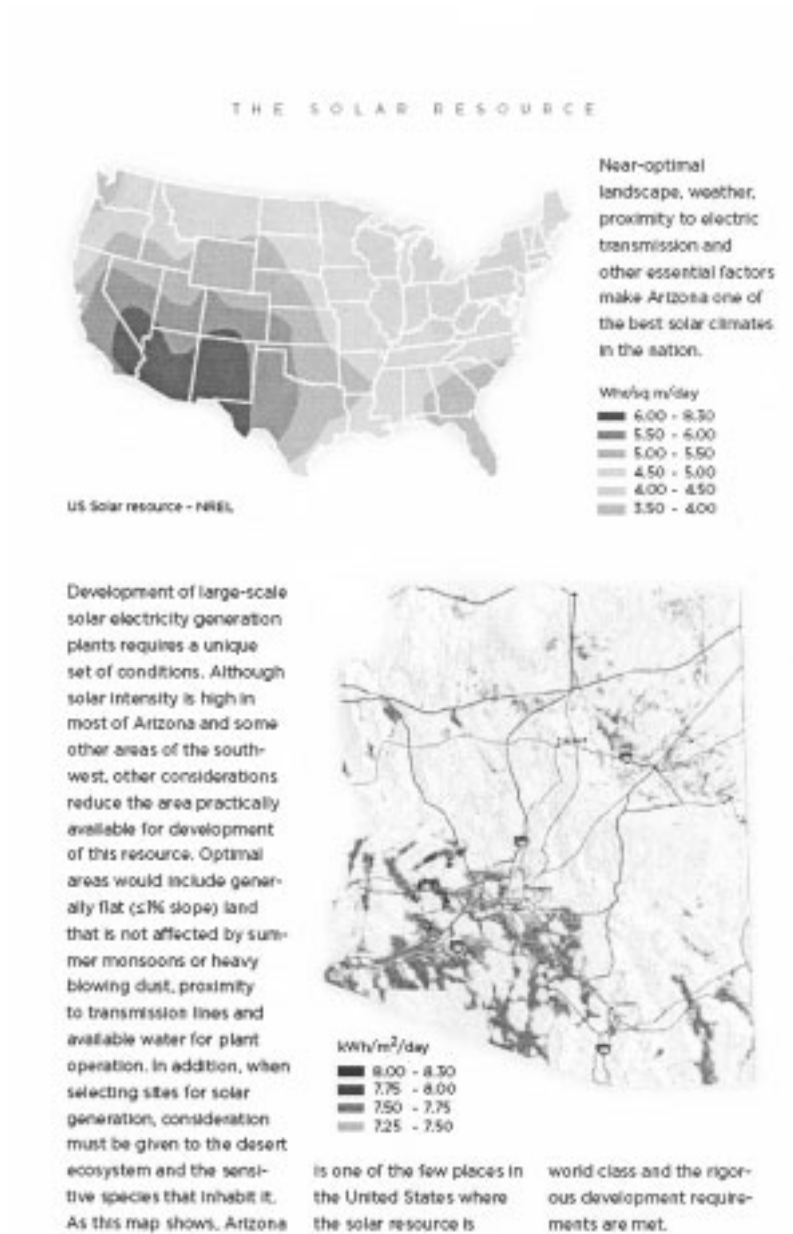 THE SOLAR RESOURCE
Near-optimal
landscape, weather,
proximity to electric
transmission and
other essential factors
make Arizona one of
the best solar climates
in the nation.
Whr/sq m/day
6.00 - 8.30
5.50 - 6.00
5.00 - 5.50
4.50 - 5.00
4.00 - 4.50
3.50 - 4.00
US Solar resource - NREL
Development of large-scale
solar electricity generation
plants requires a unique
set of conditions. Although
solar intensity is high in
most of Arizona and some
other areas of the south-
west, other considerations
reduce the area practically
available for development
of this resource. Optimal
areas would include gener-
ally flat (≤1% slope) land
that is not affected by sum-
mer monsoons or heavy
blowing dust, proximity
to transmission lines and
available water for plant
operation. In addition, when
selecting sites for solar
generation, consideration
must be given to the desert
ecosystem and the sensi-
tive species that inhabit it.
As this map shows, Arizona
kWh/m²/day
8.00 - 8.30
7.75 - 8.00
7.50 - 7.75
7.25 - 7.50
is one of the few places in
the United States where
the solar resource is
world class and the rigor-
ous development require-
ments are met.